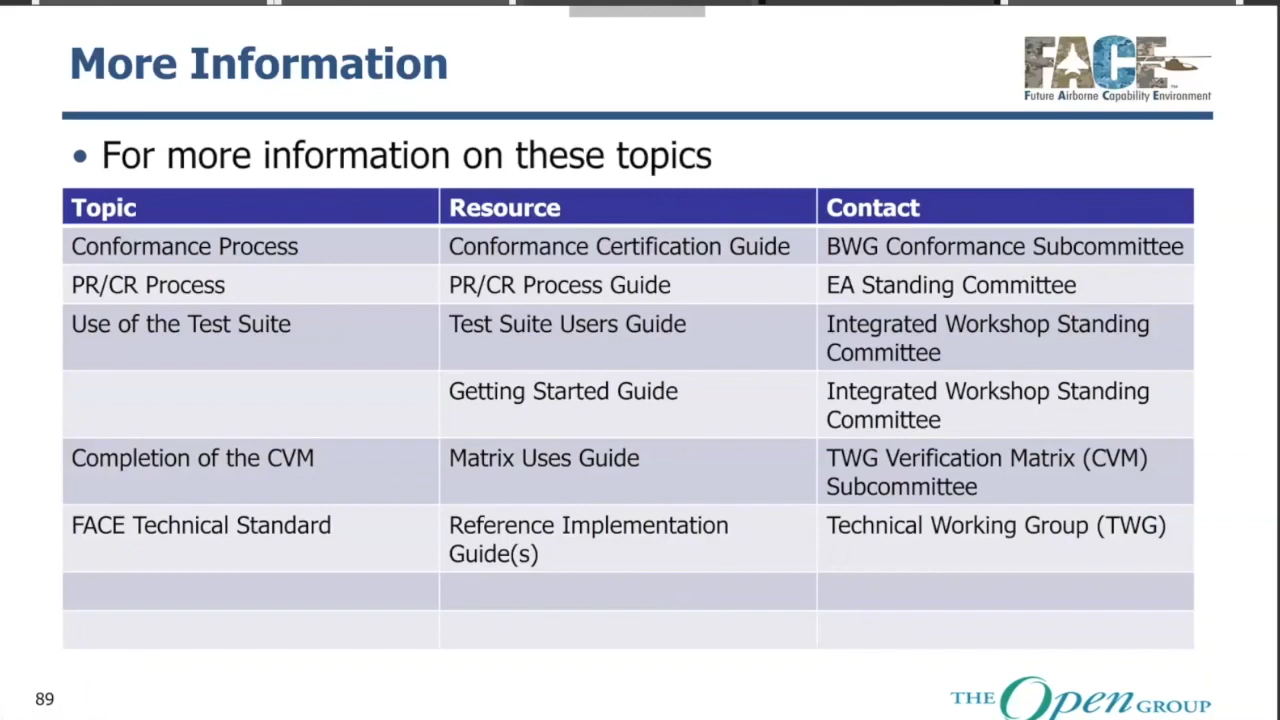 More Information
FACE
™
Future Airborne Capability Environment
• For more information on these topics
Topic Resource Contact
Conformance Process Conformance Certification Guide BWG Conformance Subcommittee
PR/CR Process PR/CR Process Guide EA Standing Committee
Use of the Test Suite Test Suite Users Guide Integrated Workshop Standing
Committee
Getting Started Guide Integrated Workshop Standing
Committee
Completion of the CVM Matrix Uses Guide TWG Verification Matrix (CVM)
Subcommittee
FACE Technical Standard Reference Implementation Technical Working Group (TWG)
Guide(s)
89
THE Open GROUP